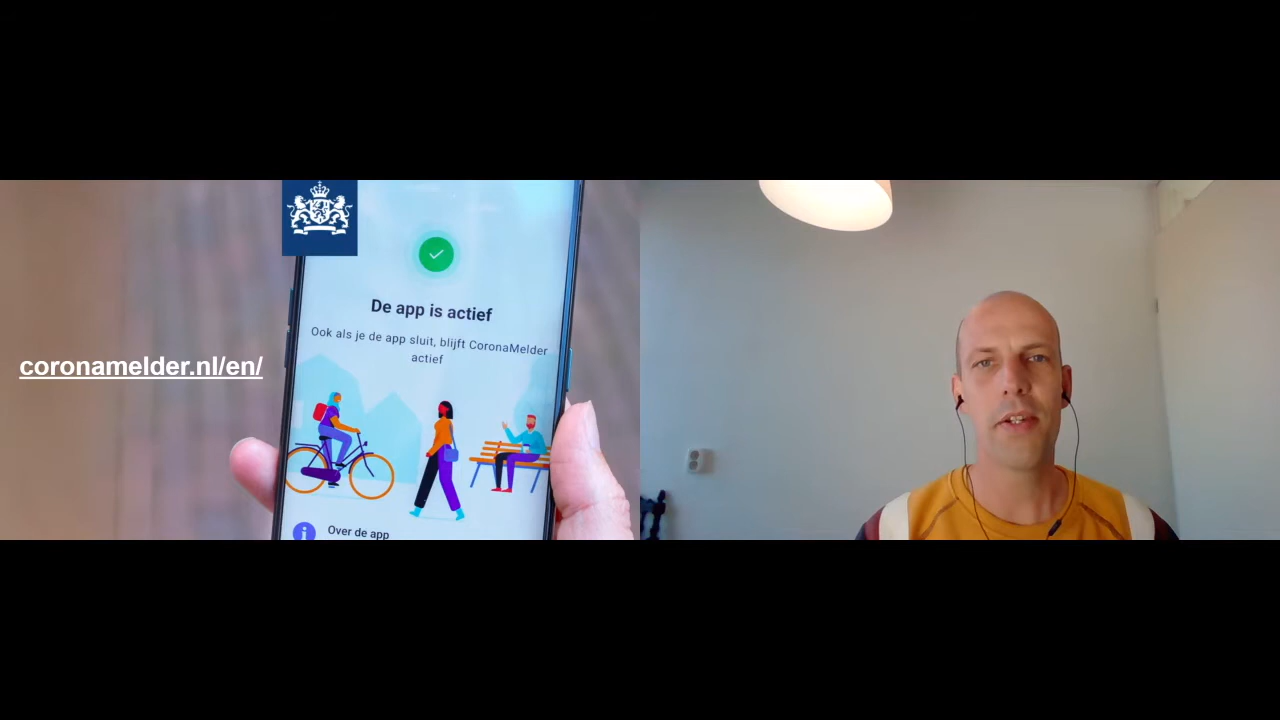 De app is actief
Ook als je de app sluit, blijft CoronaMelder
actief
coronamelder.nl/en/
Over de app